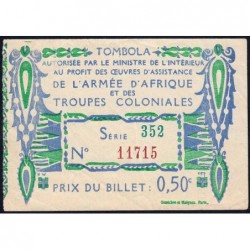 TOMBOLA
AUTORISÉE PAR LE MINISTRE DE L'INTÉRIEUR
AU PROFIT DES ŒUVRES D'ASSISTANCE
DE L'ARMÉE D'AFRIQUE
ET DES
TROUPES COLONIALES
SERIE 352
N° 11715
PRIX DU BILLET: 0,50€